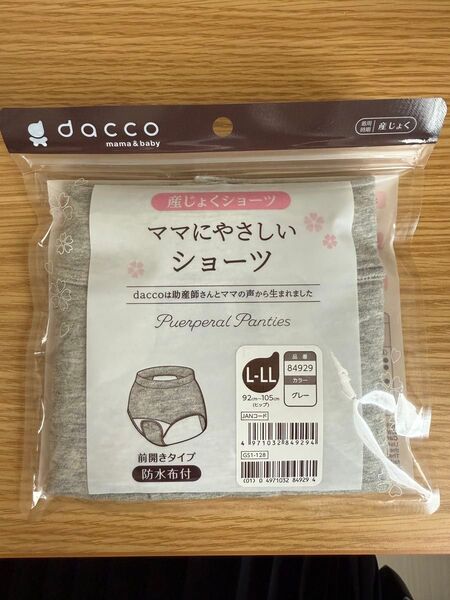 dacco
mama & baby
着用時期 産じょく
産じょくショーツ
ママにやさしい
ショーツ
daccoは助産師さんとママの声から生まれました
Puerperal Panties
L-LL
92cm~105cm
(ヒップ)
品番
84929
カラー
グレー
JANコード
4 971032 849294
GS1-128
(01) 0 4971032 84929 4
前開きタイプ
防水布付